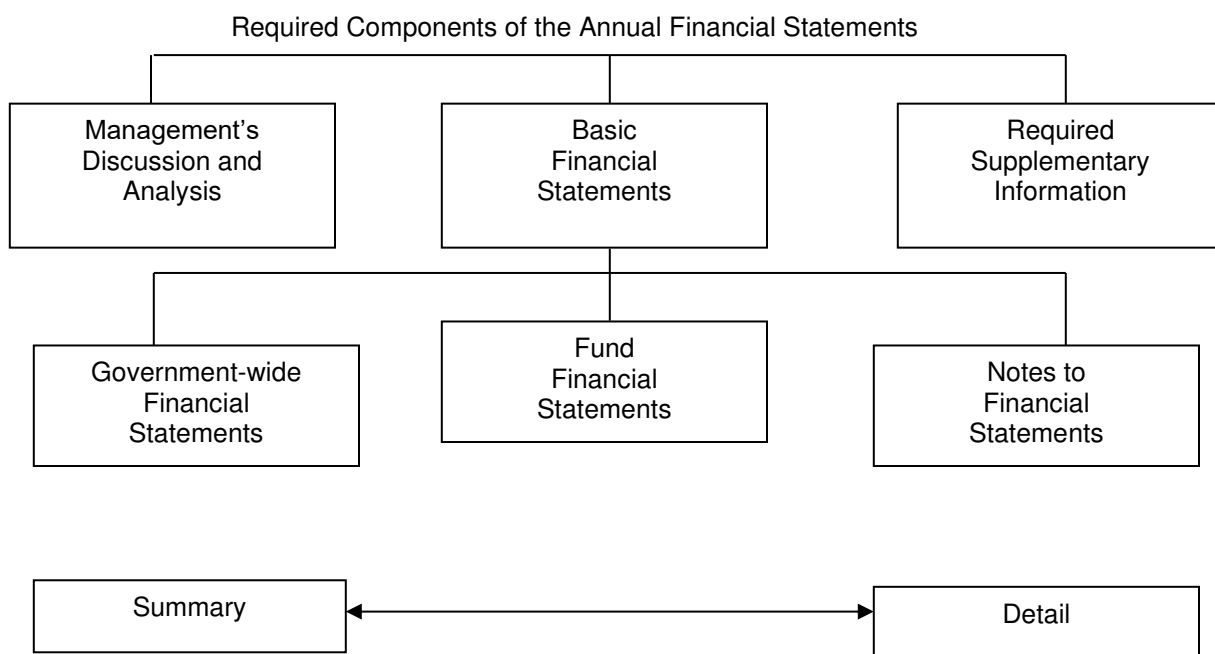 Required Components of the Annual Financial Statements
Management’s
Discussion and
Analysis
Basic
Financial
Statements
Required
Supplementary
Information
Government-wide
Financial
Statements
Fund
Financial
Statements
Notes to
Financial
Statements
Summary
Detail